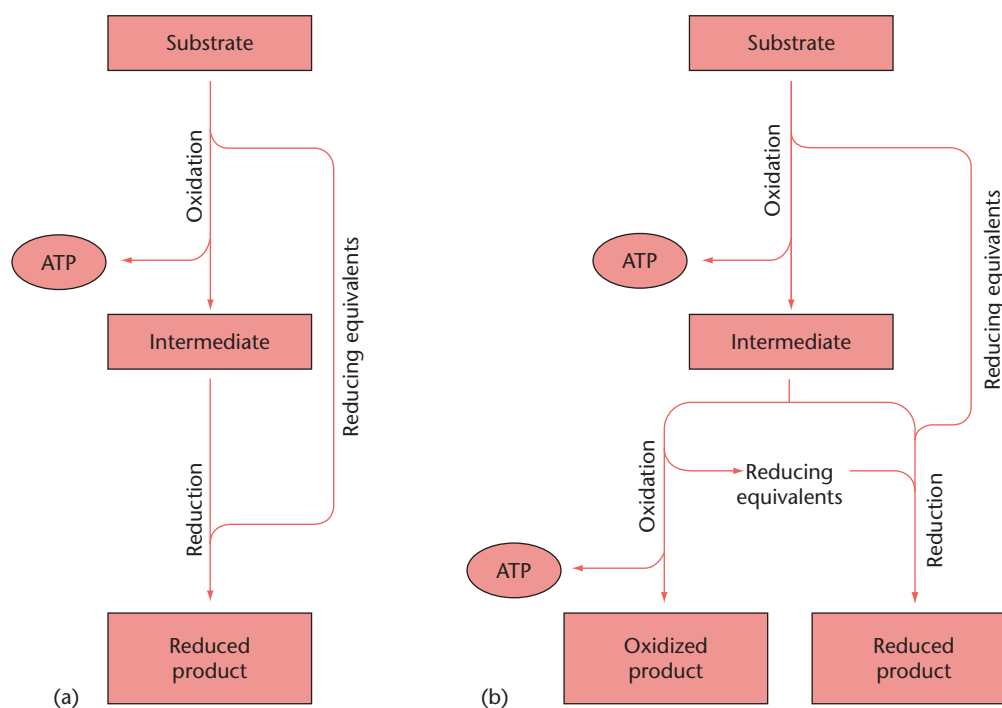 Substrate
Oxidation
ATP
Intermediate
Reducing equivalents
Reduction
Reduced
product
(a)
Substrate
Oxidation
ATP
Intermediate
Reducing equivalents
Reducing
equivalents
Oxidation
Reduction
ATP
Oxidized
product
Reduced
product
(b)